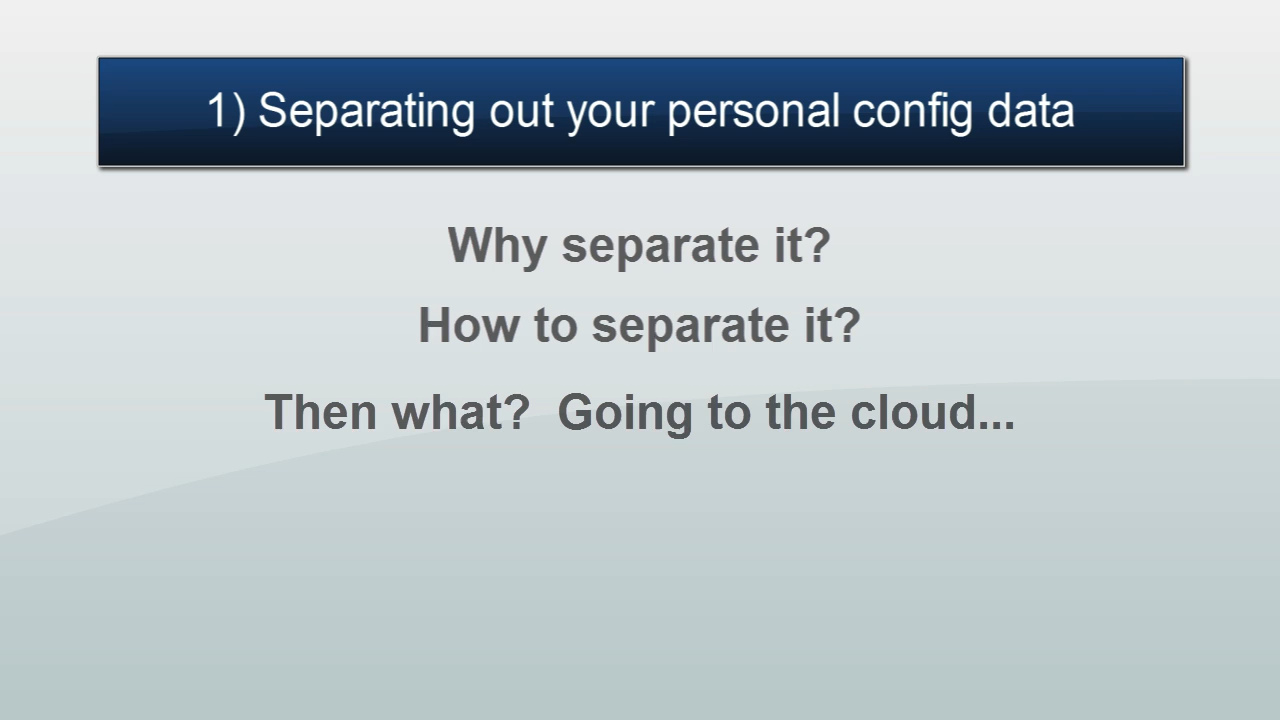 1) Separating out your personal config data
Why separate it?
How to separate it?
Then what?  Going to the cloud...